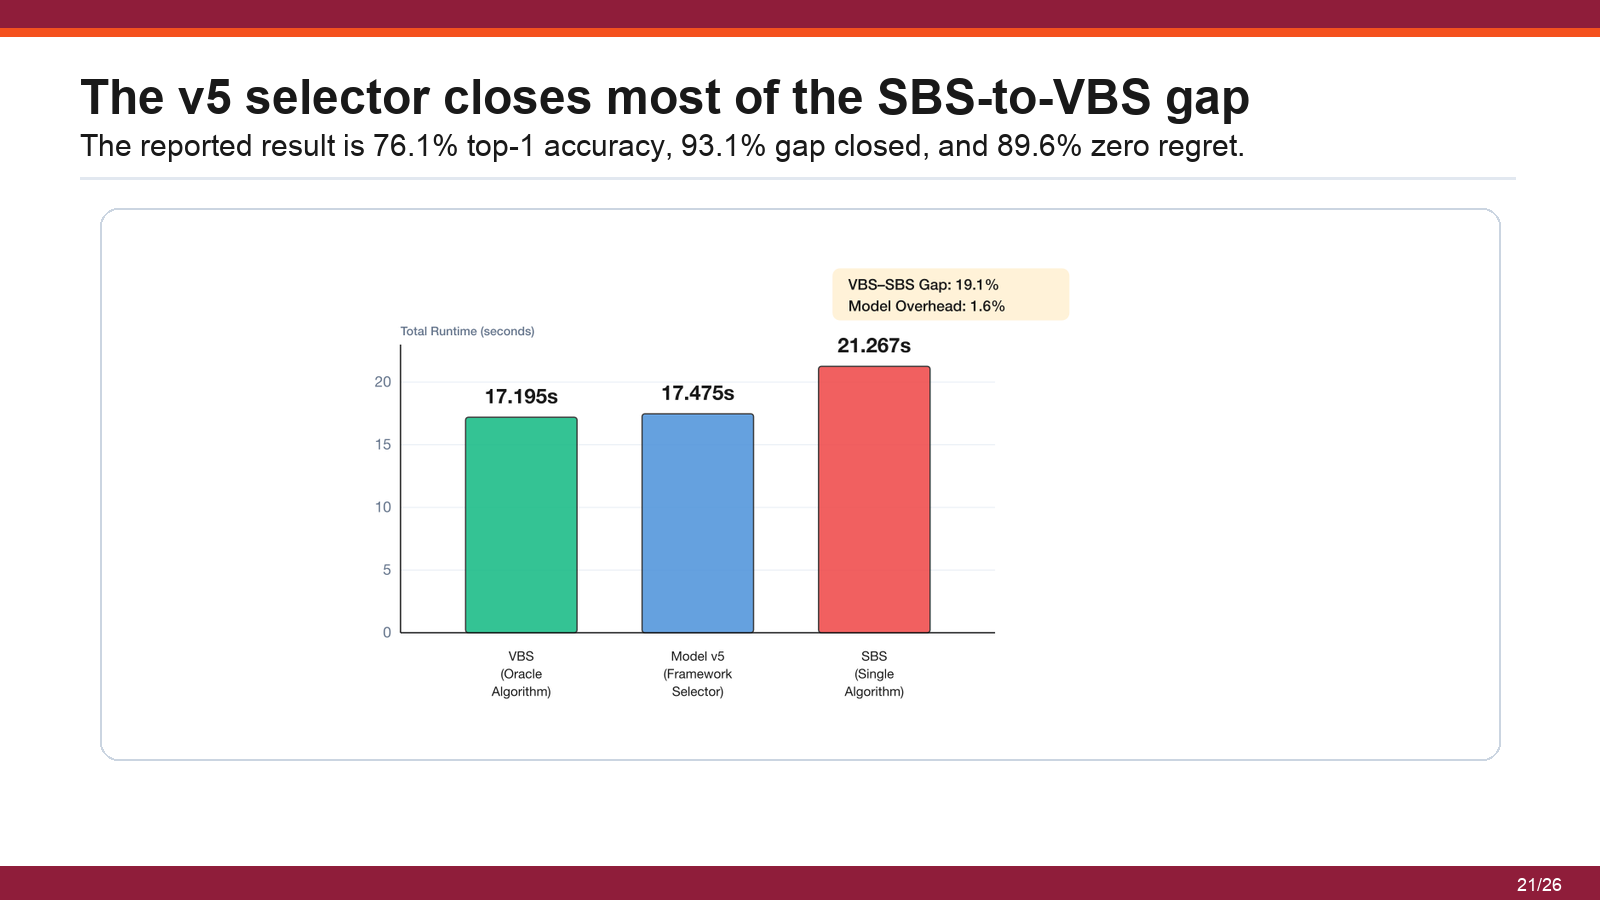 The v5 selector closes most of the SBS-to-VBS gap
The reported result is 76.1% top-1 accuracy, 93.1% gap closed, and 89.6% zero regret.
VBS–SBS Gap: 19.1%
Model Overhead: 1.6%
Total Runtime (seconds)
21.267s
17.195s
17.475s
20
15
10
5
0
VBS
(Oracle
Algorithm)
Model v5
(Framework
Selector)
SBS
(Single
Algorithm)
21/26